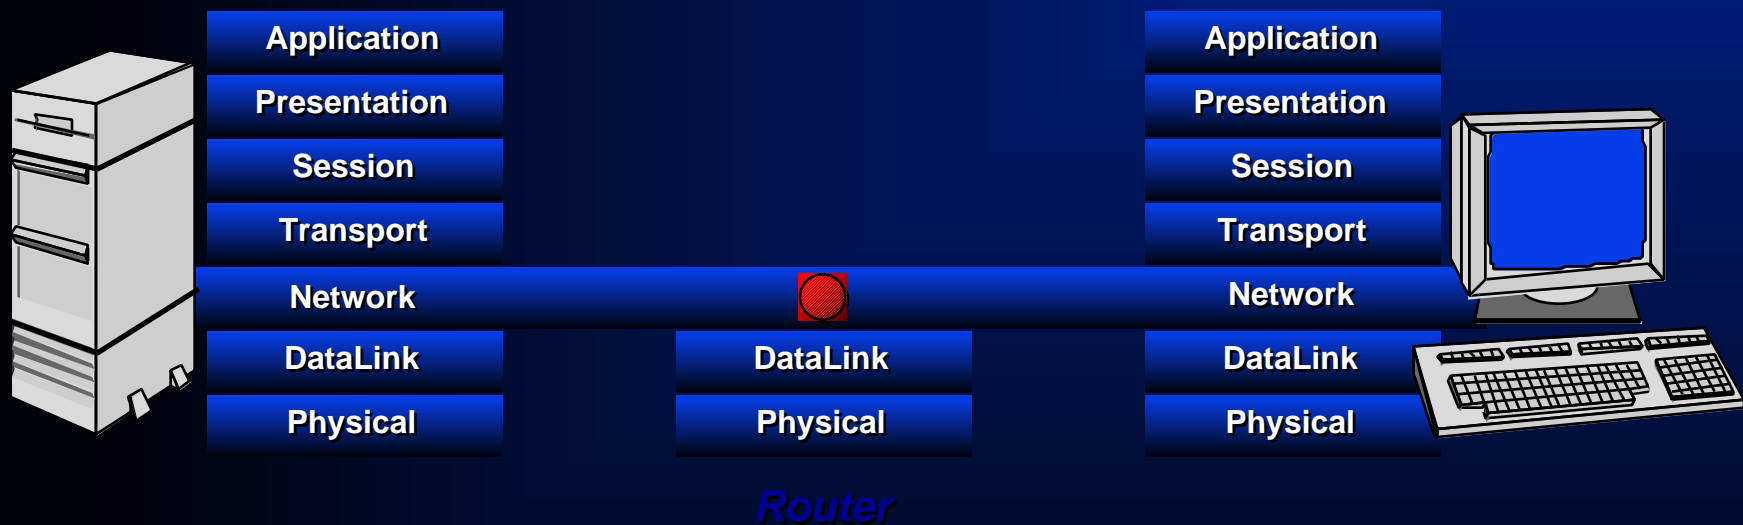 Application
Presentation
Session
Transport
Network
DataLink
Physical
DataLink
Physical
Router
Application
Presentation
Session
Transport
Network
DataLink
Physical